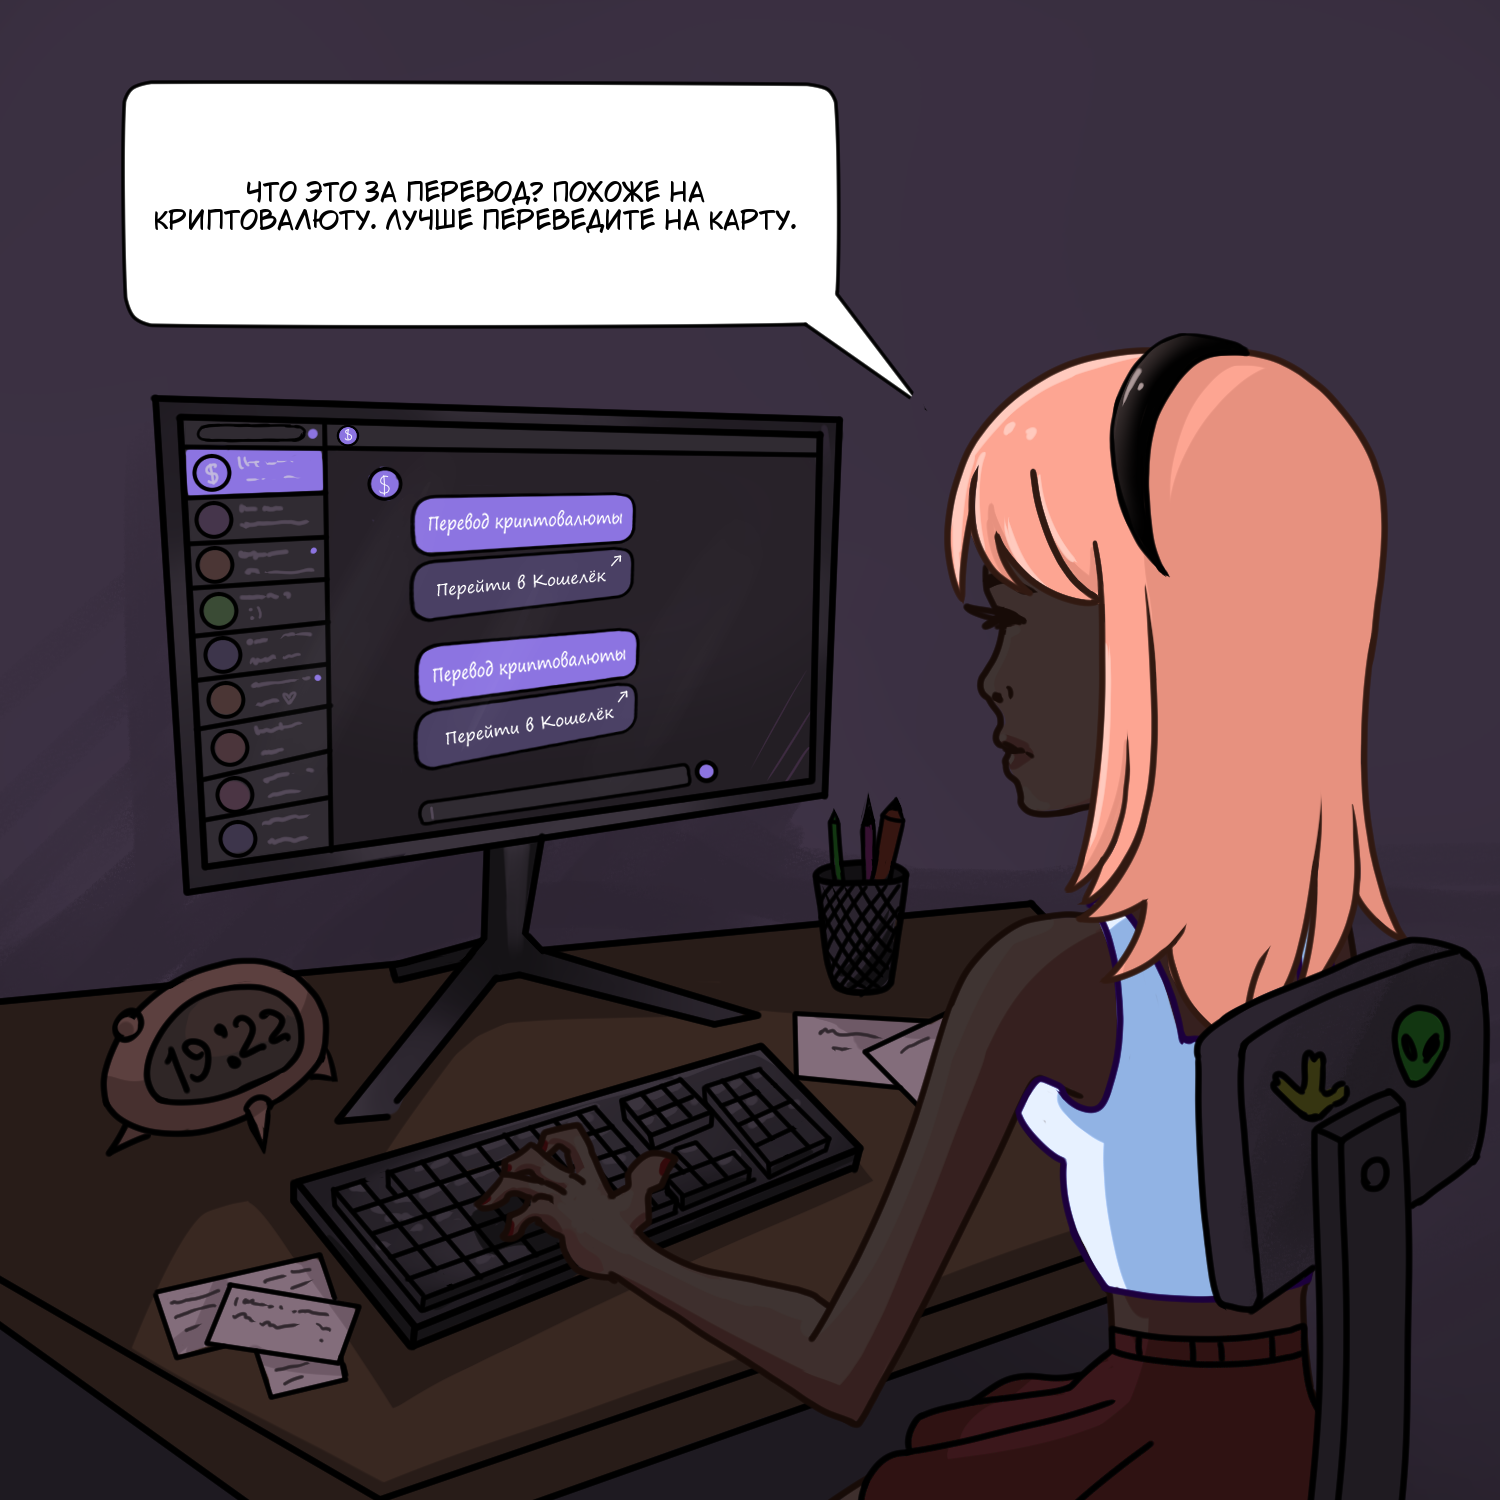 ЧТО ЭТО ЗА ПЕРЕВОД? ПОХОЖЕ НА
КРИПТОВАЛЮТУ. ЛУЧШЕ ПЕРЕВЕДИТЕ НА КАРТУ.
$
$
$
Перевод криптовалюты
Перейти в Кошелёк
:)
Перевод криптовалюты
Перейти в Кошелёк
19:22